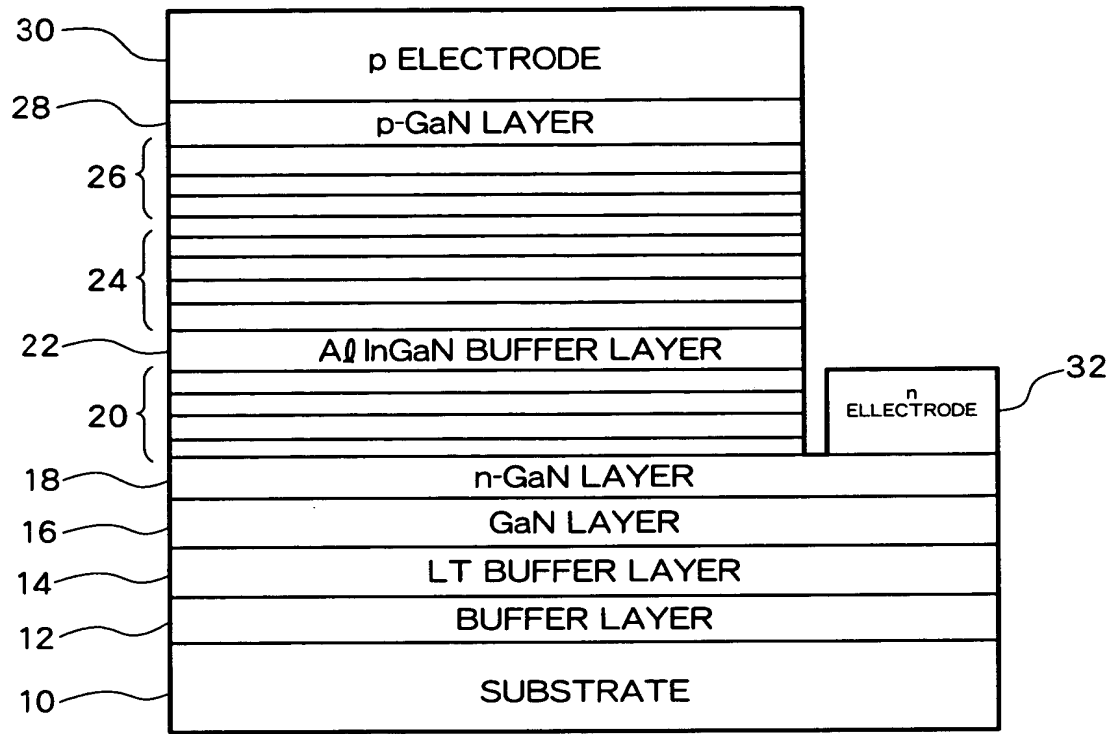 30
p ELECTRODE
28
p-GaN LAYER
26
24
22
AlInGaN BUFFER LAYER
20
32
n
ELLECTRODE
18
n-GaN LAYER
16
GaN LAYER
14
LT BUFFER LAYER
12
BUFFER LAYER
10
SUBSTRATE